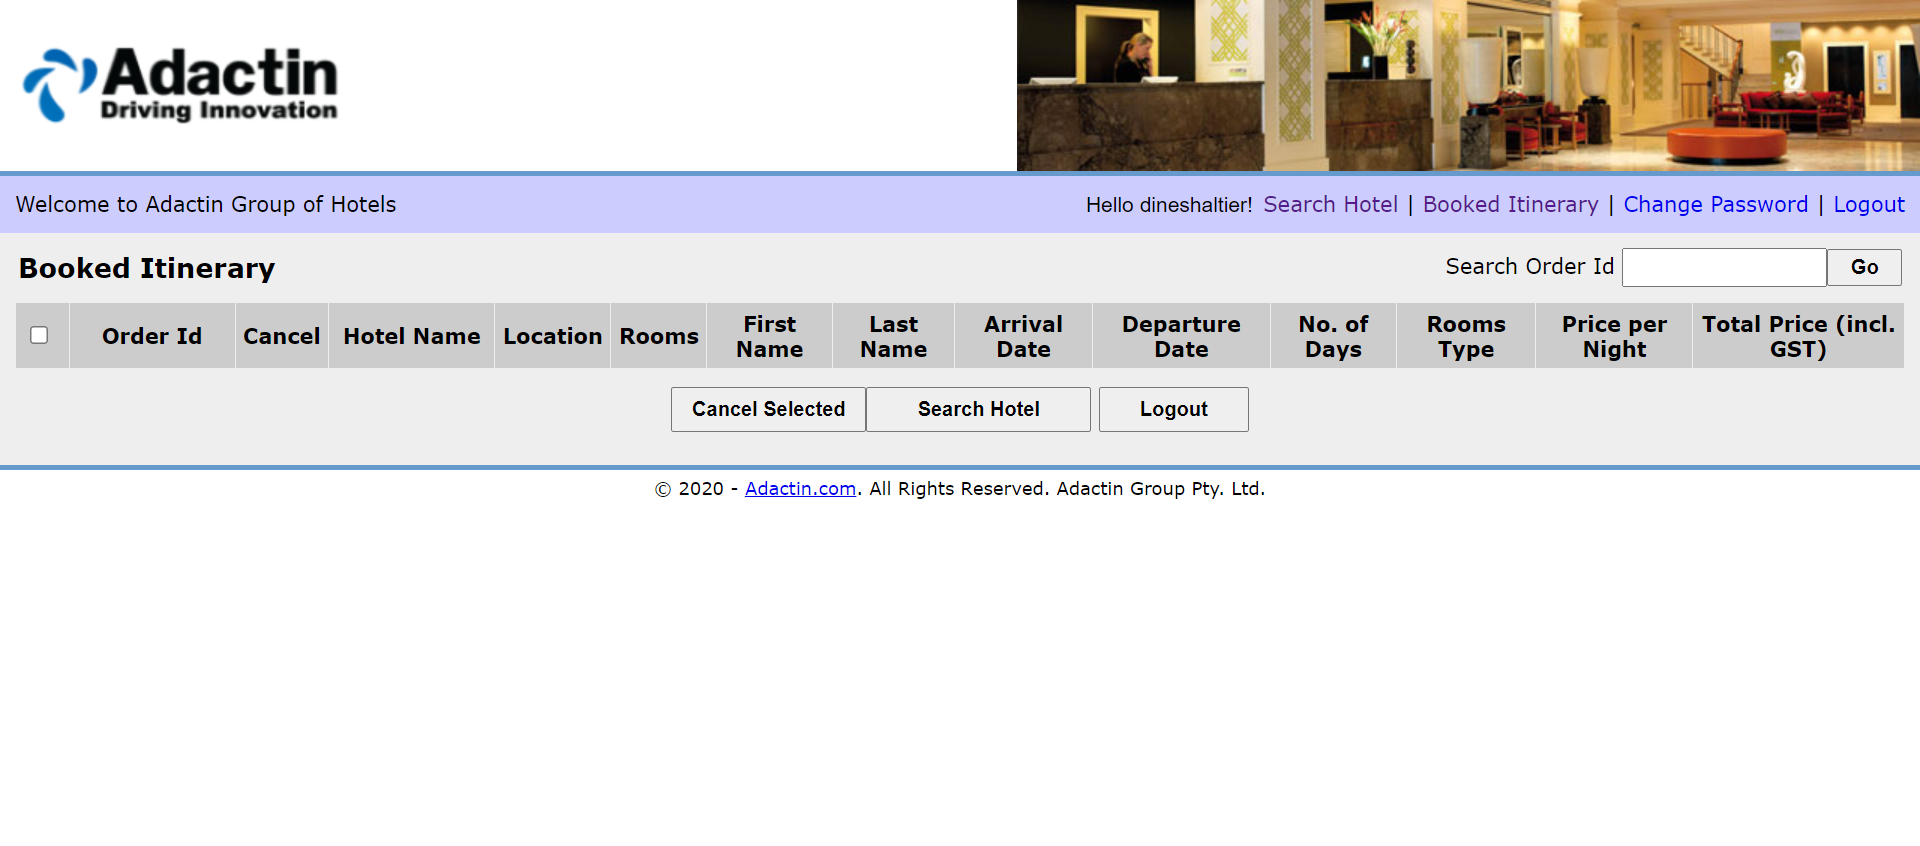 Adactin
Driving Innovation
Welcome to Adactin Group of Hotels
Hello dineshaltier! Search Hotel | Booked Itinerary | Change Password | Logout
Booked Itinerary
Search Order Id Go
Order Id Cancel Hotel Name Location Rooms First Name Last Name Arrival Date Departure Date No. of Days Rooms Type Price per Night Total Price (incl. GST)
Cancel Selected Search Hotel Logout
© 2020 - Adactin.com. All Rights Reserved. Adactin Group Pty. Ltd.